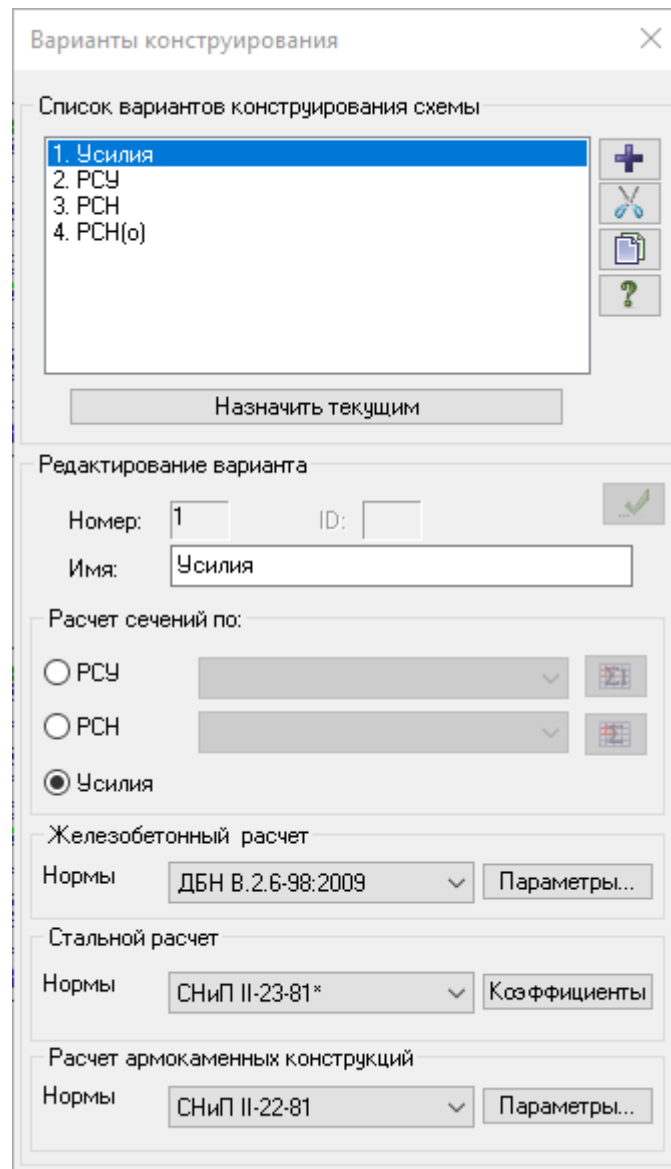 Варианты конструирования
Список вариантов конструирования схемы
1. Усилия
2. РСУ
3. РСН
4. РСН(о)
Назначить текущим
Редактирование варианта
Номер: 1 ID:
Имя: Усилия
Расчет сечений по:
РСУ
РСН
Усилия
Железобетонный расчет
Нормы ДБН В.2.6-98:2009 Параметры...
Стальной расчет
Нормы СНиП II-23-81* Коэффициенты
Расчет армокаменных конструкций
Нормы СНиП II-22-81 Параметры...